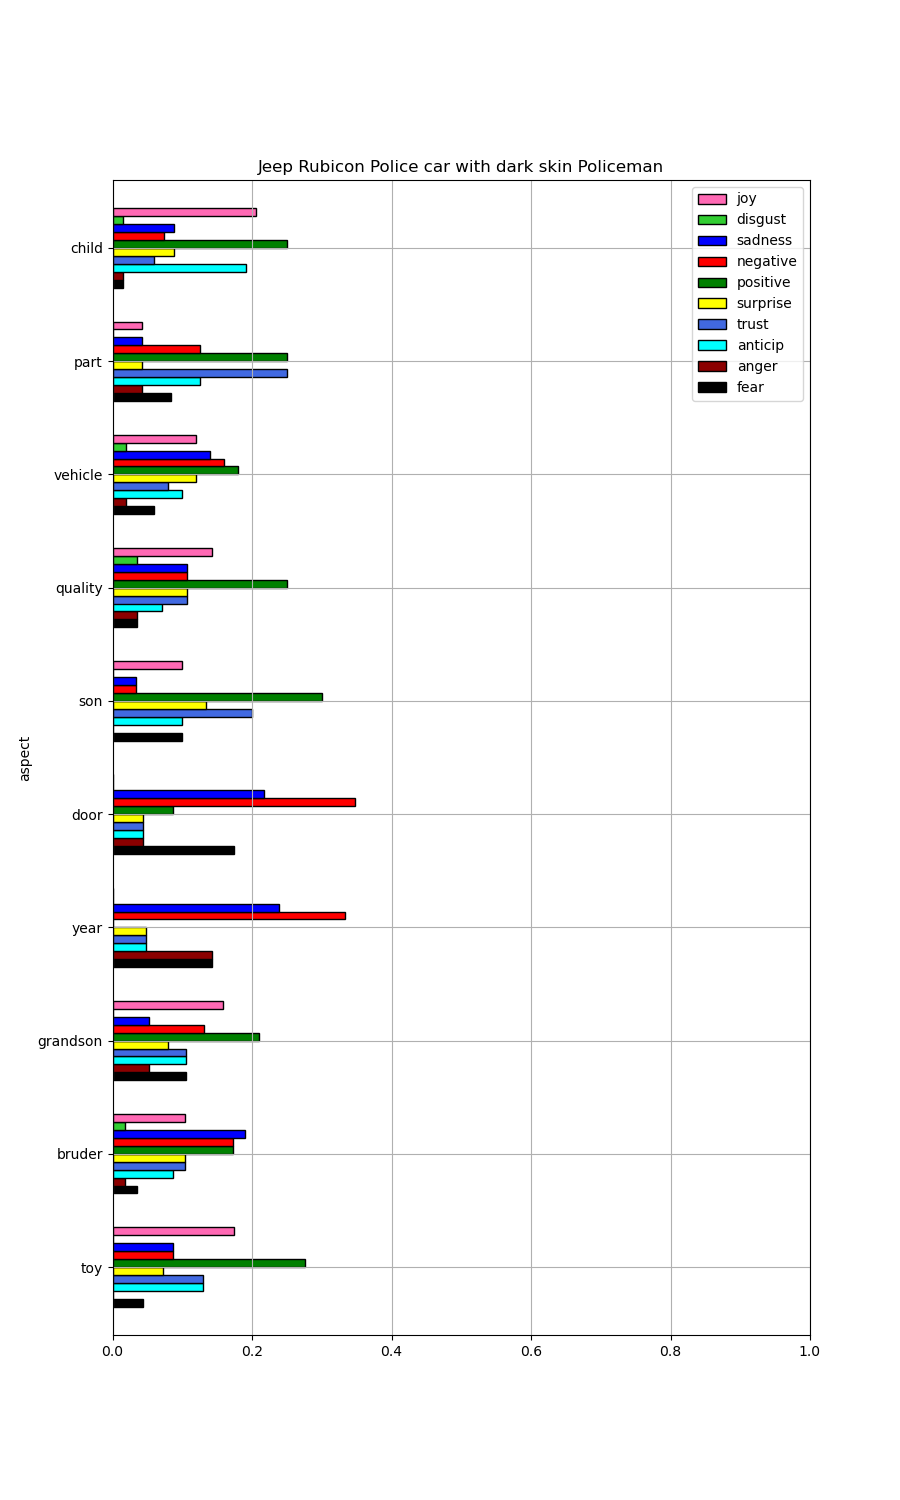 Jeep Rubicon Police car with dark skin Policeman
joy
disgust
sadness
negative
positive
surprise
trust
anticip
anger
fear
child
part
vehicle
quality
son
door
year
grandson
bruder
toy
aspect
0.0 0.2 0.4 0.6 0.8 1.0